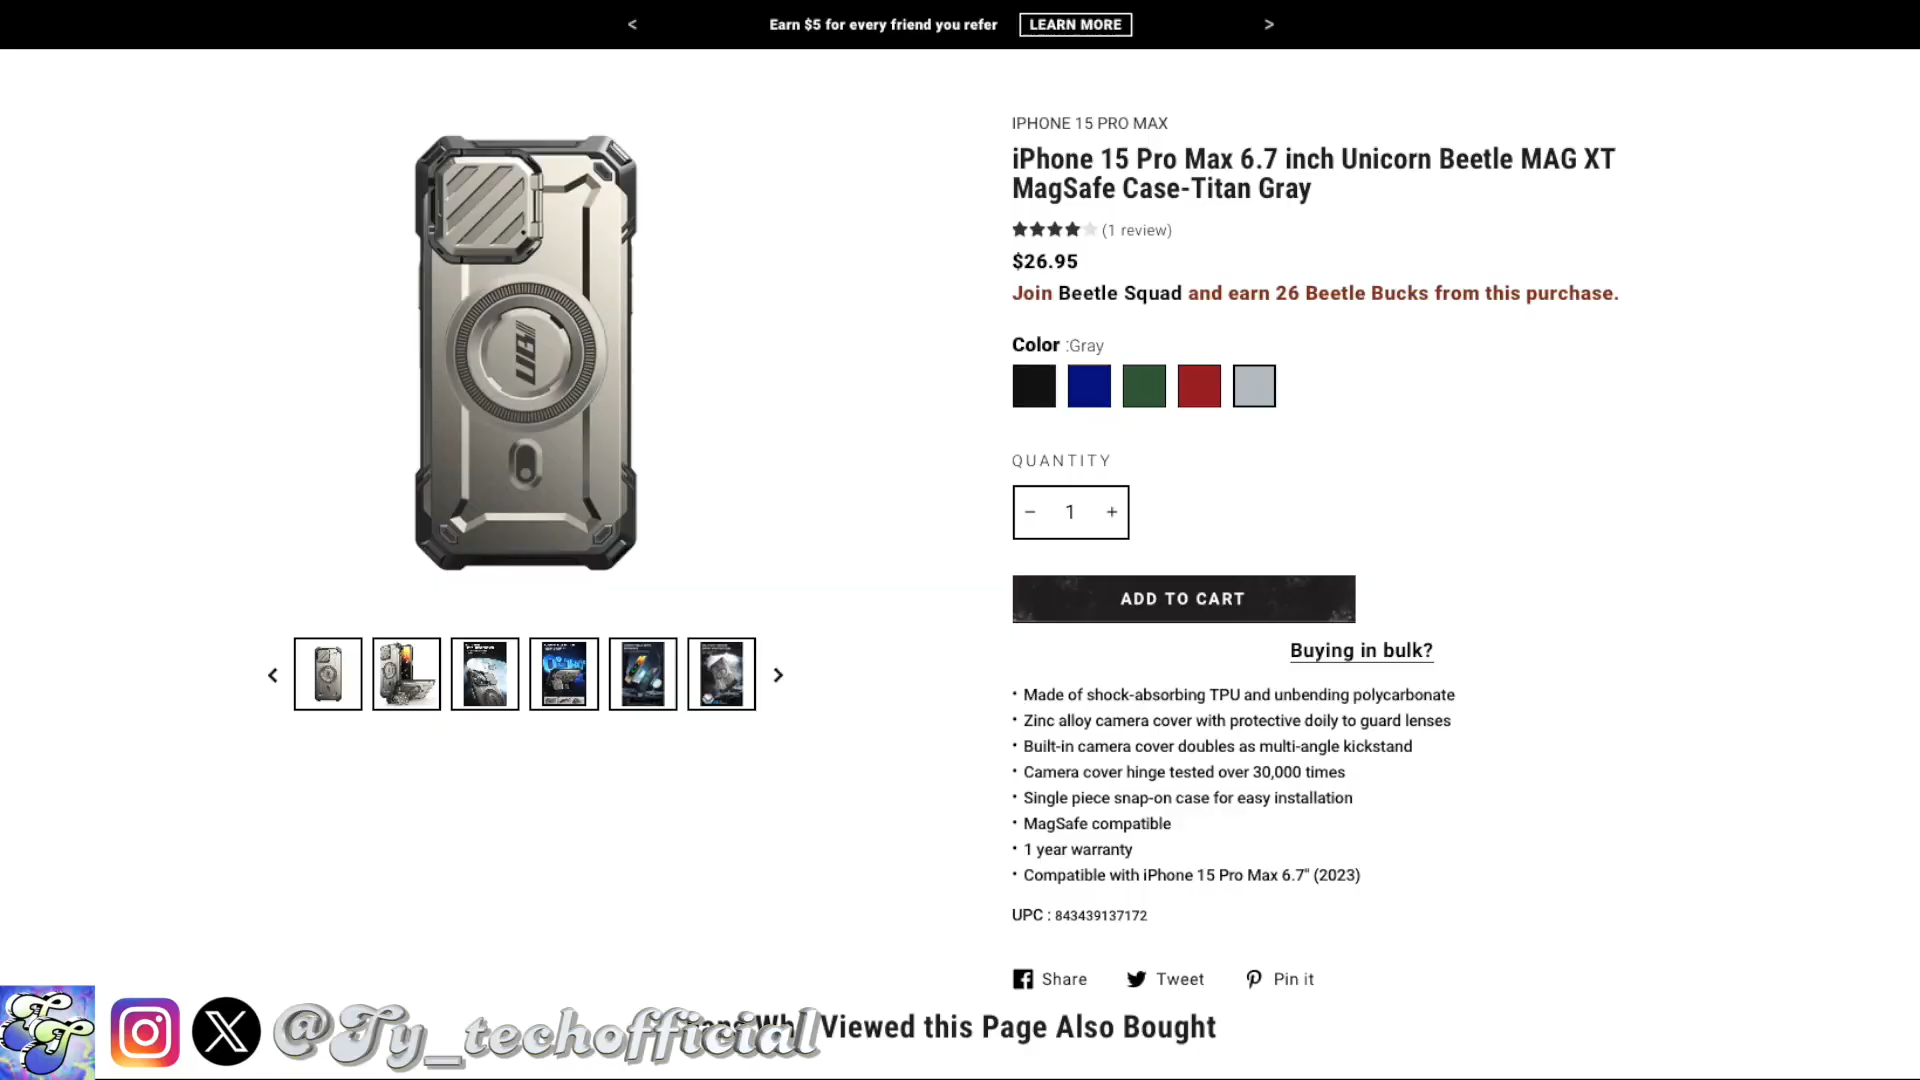 < Earn $5 for every friend you refer LEARN MORE >
IPHONE 15 PRO MAX
iPhone 15 Pro Max 6.7 inch Unicorn Beetle MAG XT
MagSafe Case-Titan Gray
(1 review)
$26.95
Join Beetle Squad and earn 26 Beetle Bucks from this purchase.
Color :Gray
QUANTITY
− 1 +
ADD TO CART
Buying in bulk?
• Made of shock-absorbing TPU and unbending polycarbonate
• Zinc alloy camera cover with protective doily to guard lenses
• Built-in camera cover doubles as multi-angle kickstand
• Camera cover hinge tested over 30,000 times
• Single piece snap-on case for easy installation
• MagSafe compatible
• 1 year warranty
• Compatible with iPhone 15 Pro Max 6.7" (2023)
UPC : 843439137172
Share Tweet Pin it
Viewed this Page Also Bought
@Ty_techofficial
UB